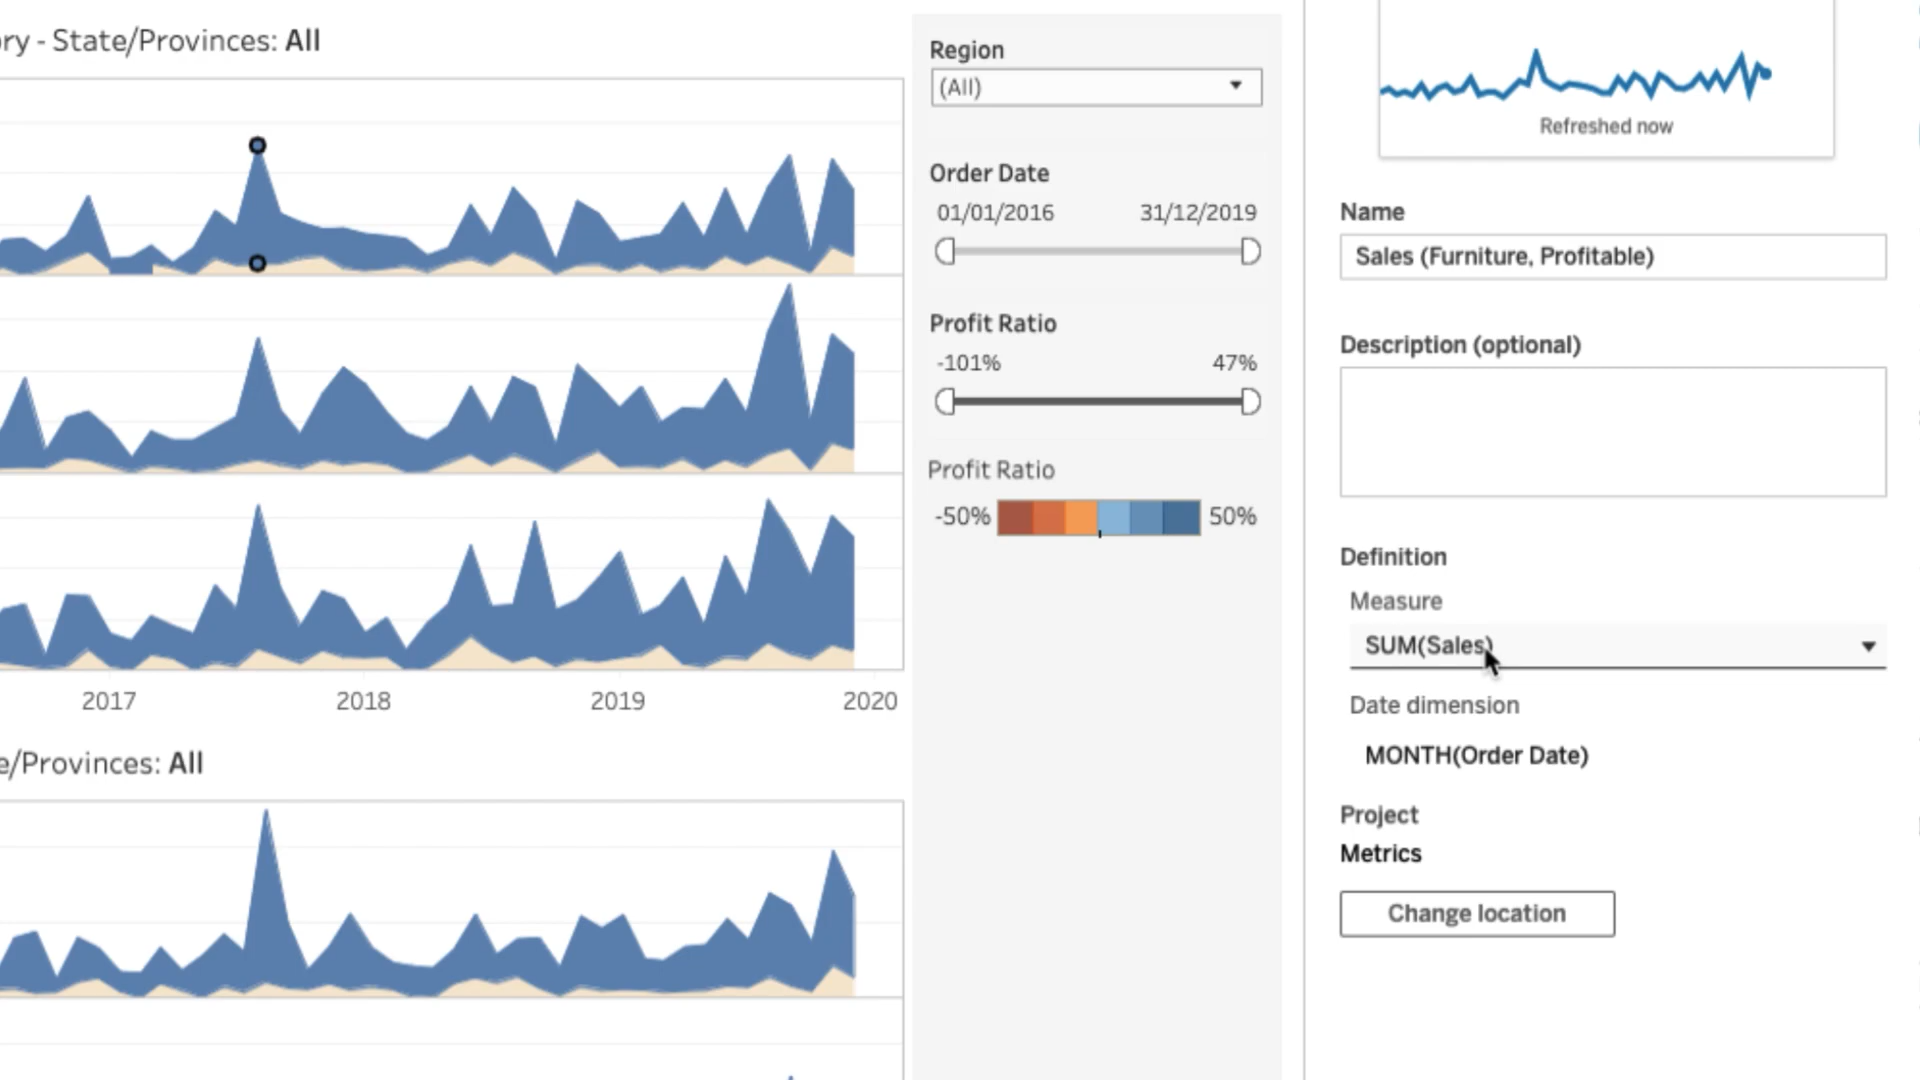 ry - State/Provinces: All
2017 2018 2019 2020
e/Provinces: All
Region
(All)
Order Date
01/01/2016 31/12/2019
Profit Ratio
-101% 47%
Profit Ratio
-50% 50%
Refreshed now
Name
Sales (Furniture, Profitable)
Description (optional)
Definition
Measure
SUM(Sales)
Date dimension
MONTH(Order Date)
Project
Metrics
Change location